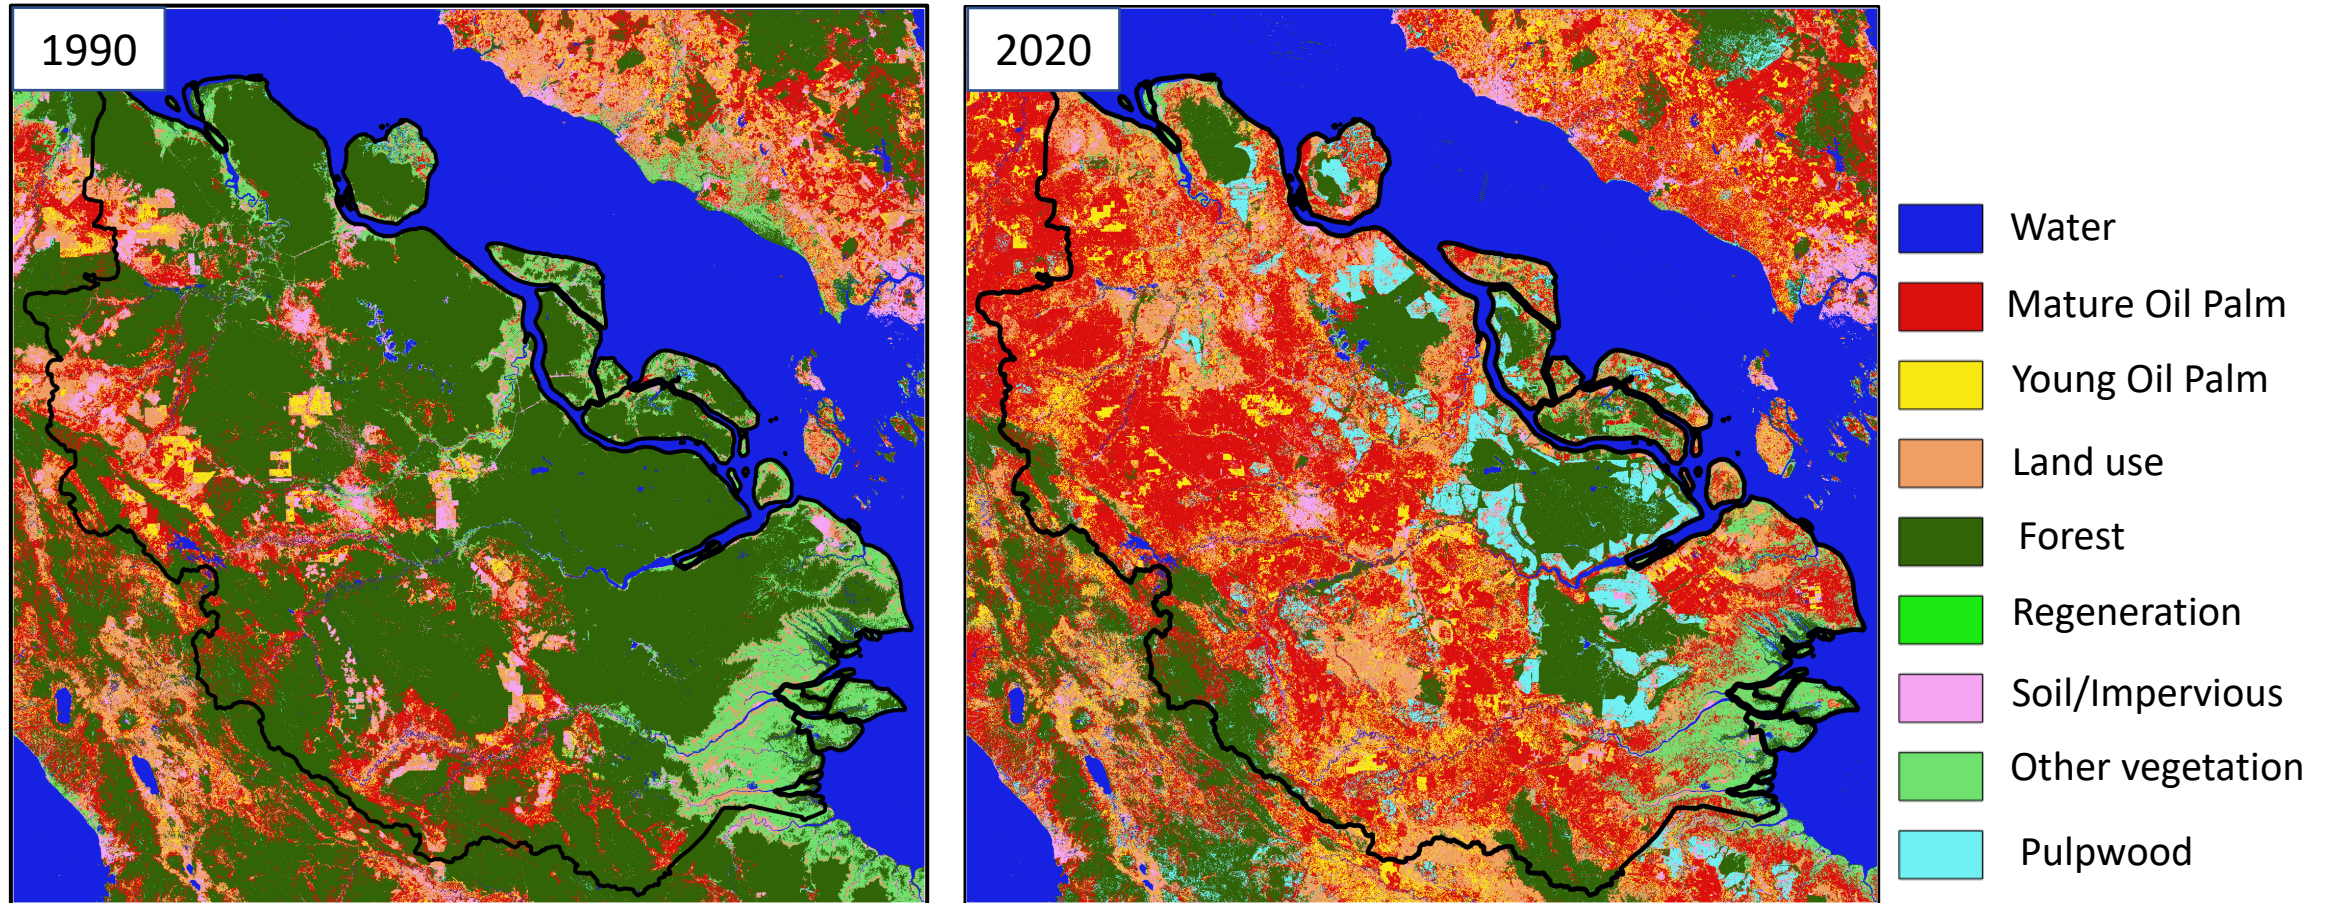 1990
2020
Water
Mature Oil Palm
Young Oil Palm
Land use
Forest
Regeneration
Soil/Impervious
Other vegetation
Pulpwood